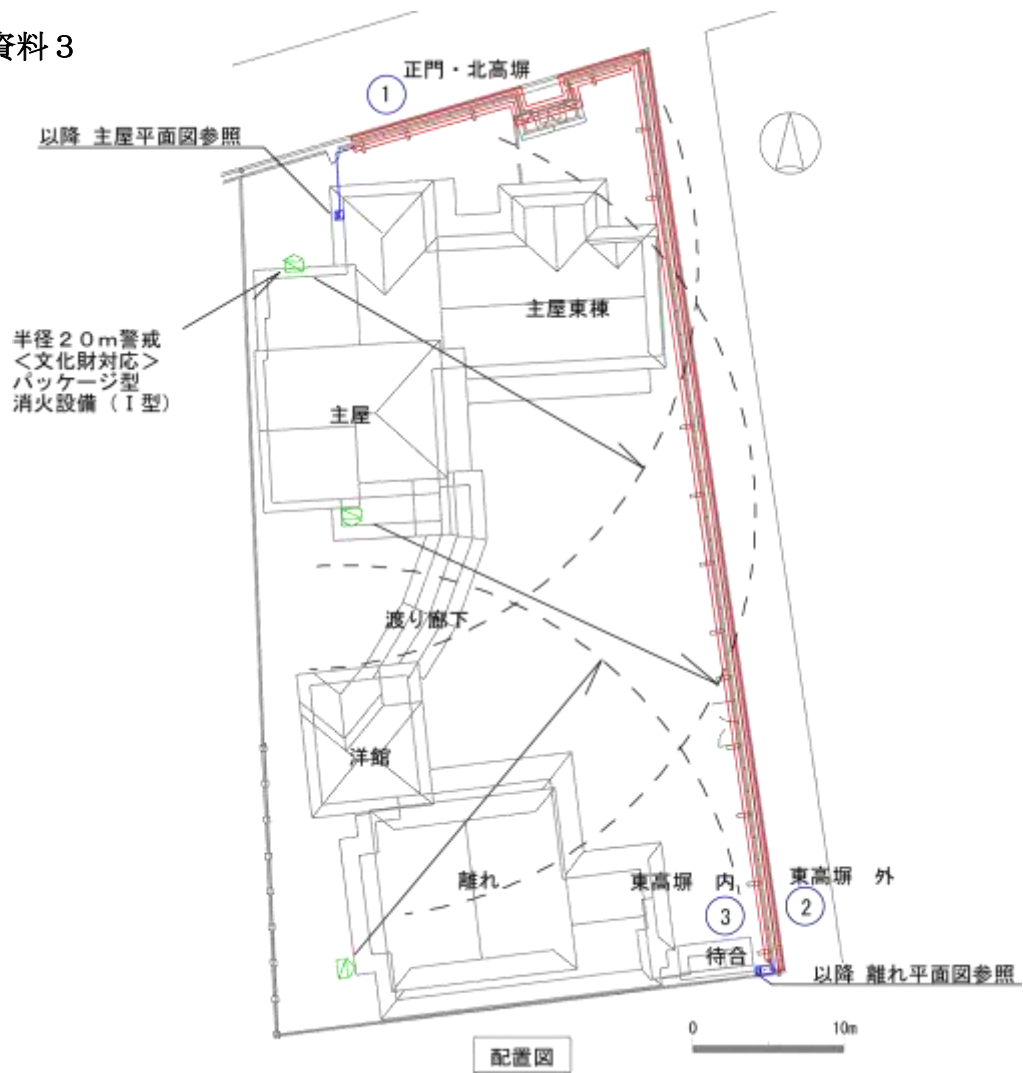 資料３
正門・北高塀
①
以降 主屋平面図参照
主屋東棟
半径２０ｍ警戒
＜文化財対応＞
パッケージ型
消火設備（Ⅰ型）
主屋
渡り廊下
洋館
離れ
東高塀 内
③
東高塀 外
②
待合
以降 離れ平面図参照
配置図
0 10m